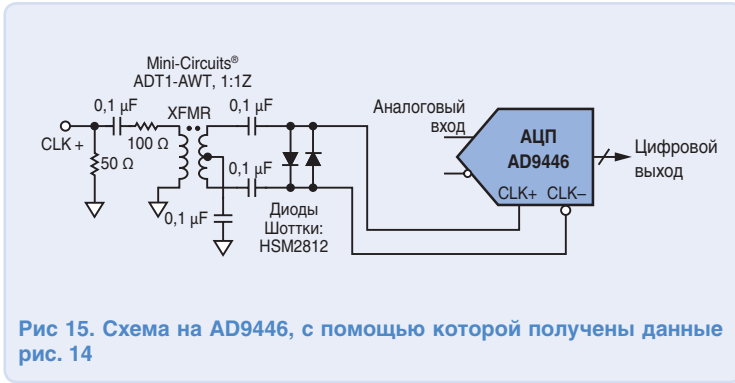 Mini-Circuits®
ADT1-AWT, 1:1Z
0,1 µF
XFMR
0,1 µF
CLK +
100 Ω
50 Ω
0,1 µF
0,1 µF
Диоды
Шоттки:
HSM2812
Аналоговый
вход
АЦП
AD9446
CLK+ CLK–
Цифровой
выход
Рис 15. Схема на AD9446, с помощью которой получены данные
рис. 14